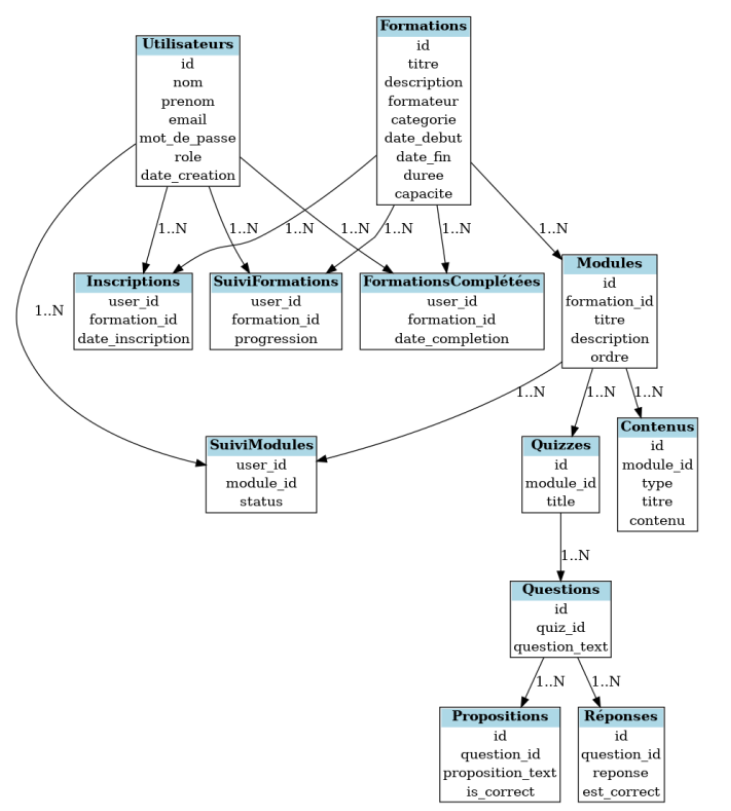 Utilisateurs
id
nom
prenom
email
mot_de_passe
role
date_creation
Formations
id
titre
description
formateur
categorie
date_debut
date_fin
duree
capacite
1..N
1..N
1..N
1..N
1..N
1..N
1..N
1..N
Inscriptions
user_id
formation_id
date_inscription
SuiviFormations
user_id
formation_id
progression
FormationsComplétées
user_id
formation_id
date_completion
Modules
id
formation_id
titre
description
ordre
1..N
1..N
1..N
SuiviModules
user_id
module_id
status
Quizzes
id
module_id
title
Contenus
id
module_id
type
titre
contenu
1..N
Questions
id
quiz_id
question_text
1..N
1..N
Propositions
id
question_id
proposition_text
is_correct
Réponses
id
question_id
reponse
est_correct